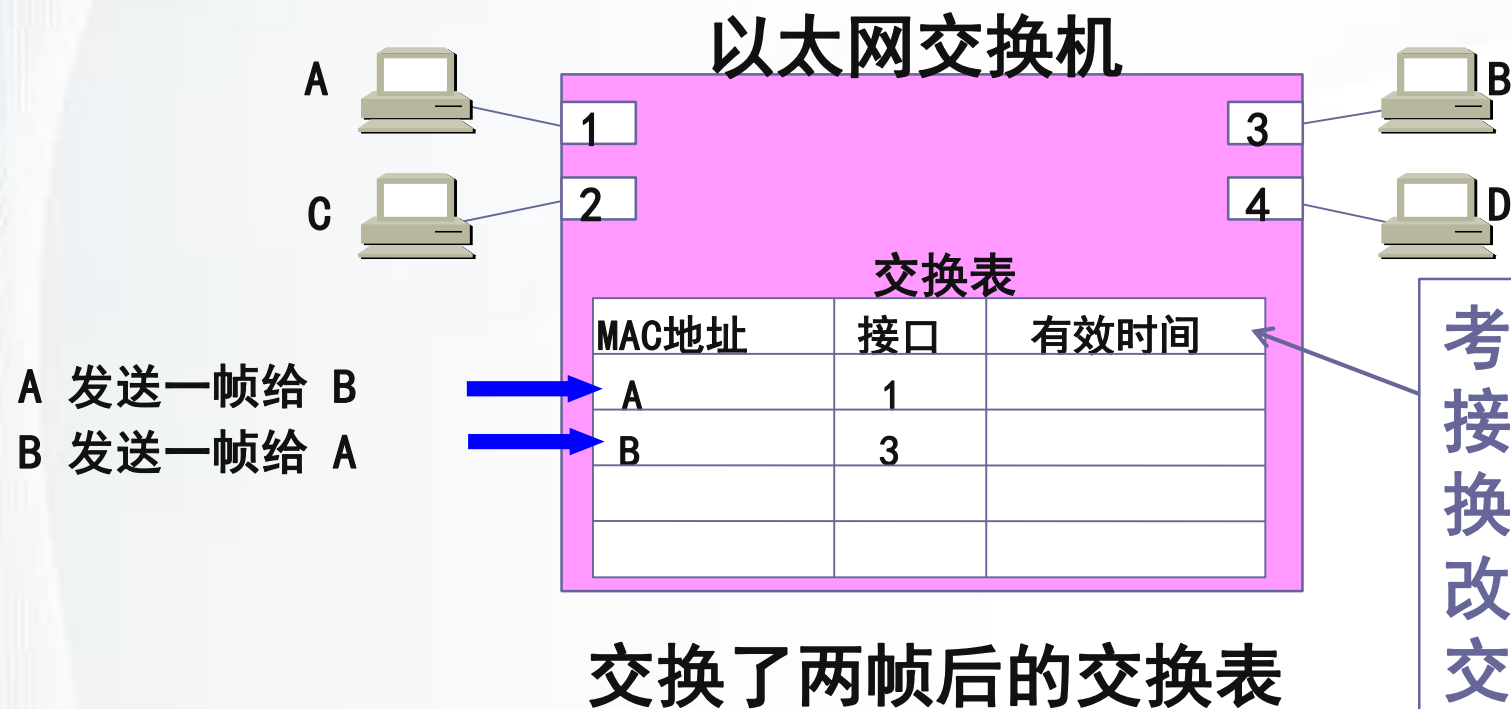 以太网交换机
A
B
1
3
C
D
2
4
交换表
MAC地址 接口 有效时间
A 发送一帧给 B
A 1
B 发送一帧给 A
B 3
考
接
换
改
交
交换了两帧后的交换表